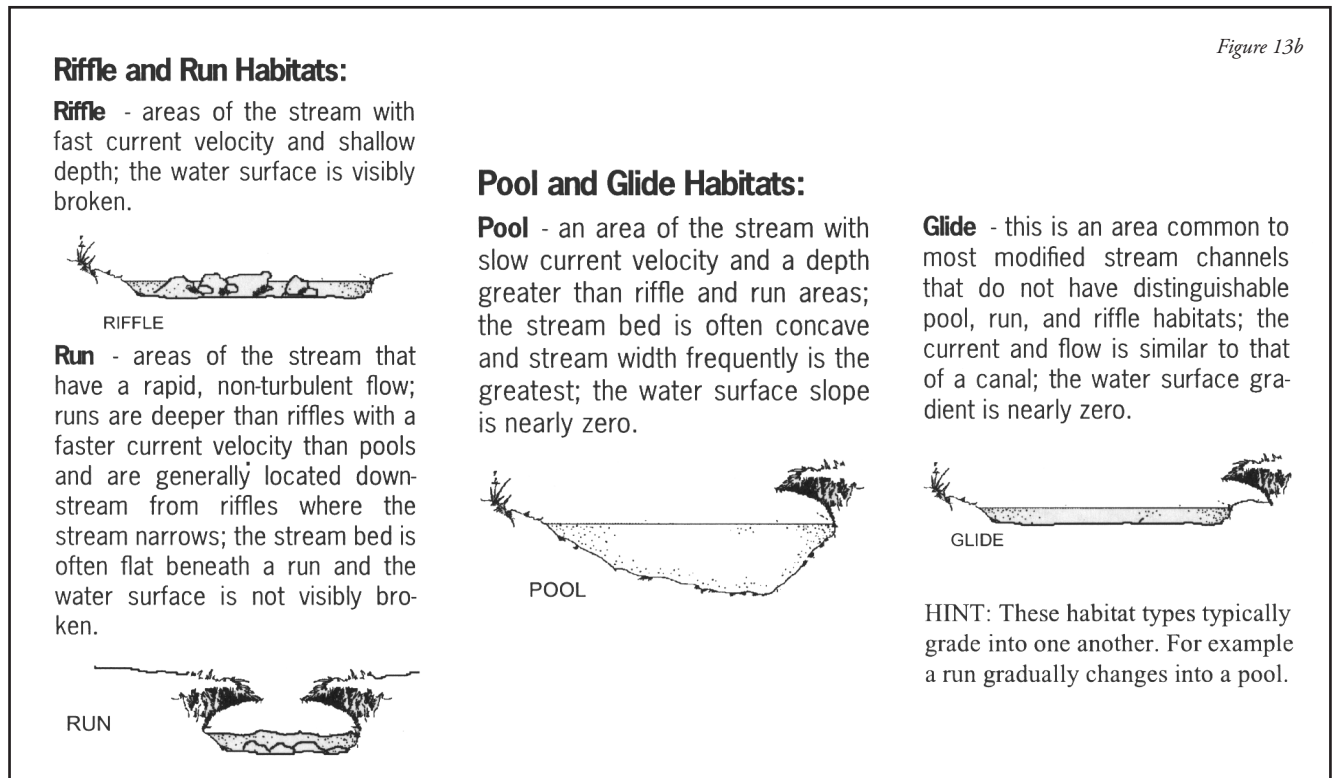 Figure 13b
Riffle and Run Habitats:
Riffle - areas of the stream with
fast current velocity and shallow
depth; the water surface is visibly
broken.
RIFFLE
Run - areas of the stream that
have a rapid, non-turbulent flow;
runs are deeper than riffles with a
faster current velocity than pools
and are generally located down-
stream from riffles where the
stream narrows; the stream bed is
often flat beneath a run and the
water surface is not visibly bro-
ken.
RUN
Pool and Glide Habitats:
Pool - an area of the stream with
slow current velocity and a depth
greater than riffle and run areas;
the stream bed is often concave
and stream width frequently is the
greatest; the water surface slope
is nearly zero.
POOL
Glide - this is an area common to
most modified stream channels
that do not have distinguishable
pool, run, and riffle habitats; the
current and flow is similar to that
of a canal; the water surface gra-
dient is nearly zero.
GLIDE
HINT: These habitat types typically
grade into one another. For example
a run gradually changes into a pool.